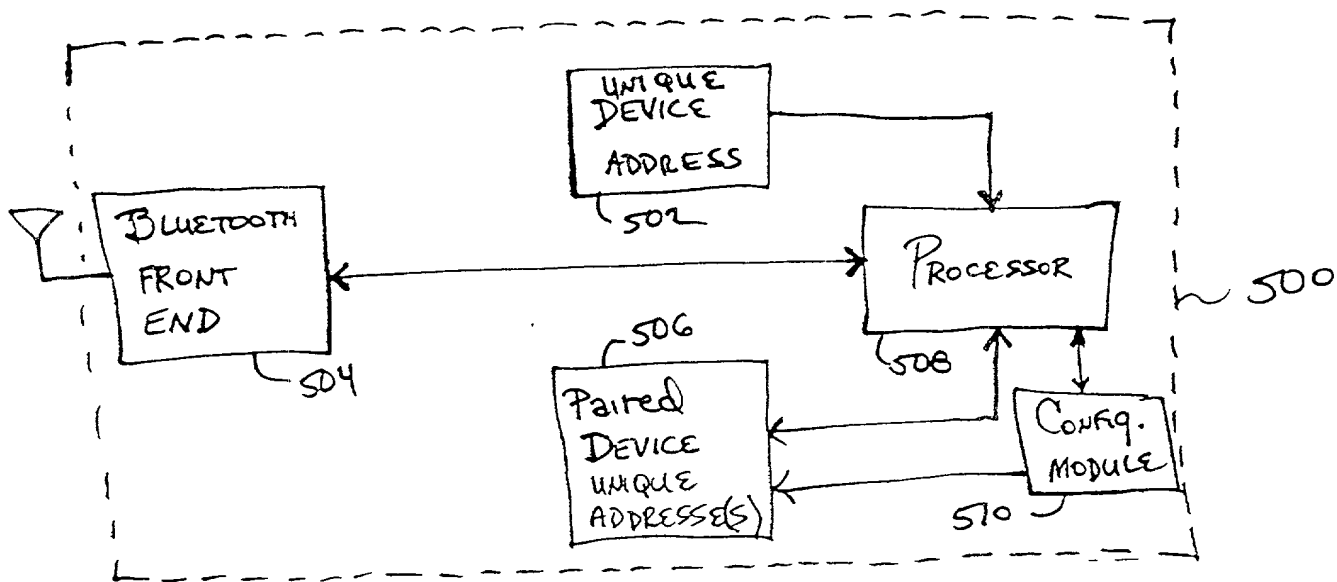 UNIQUE
DEVICE
ADDRESS
502
BLUETOOTH
FRONT
END
504
PROCESSOR
508
500
506
Paired
DEVICE
UNIQUE
ADDRESSE(S)
CONFIG.
MODULE
510